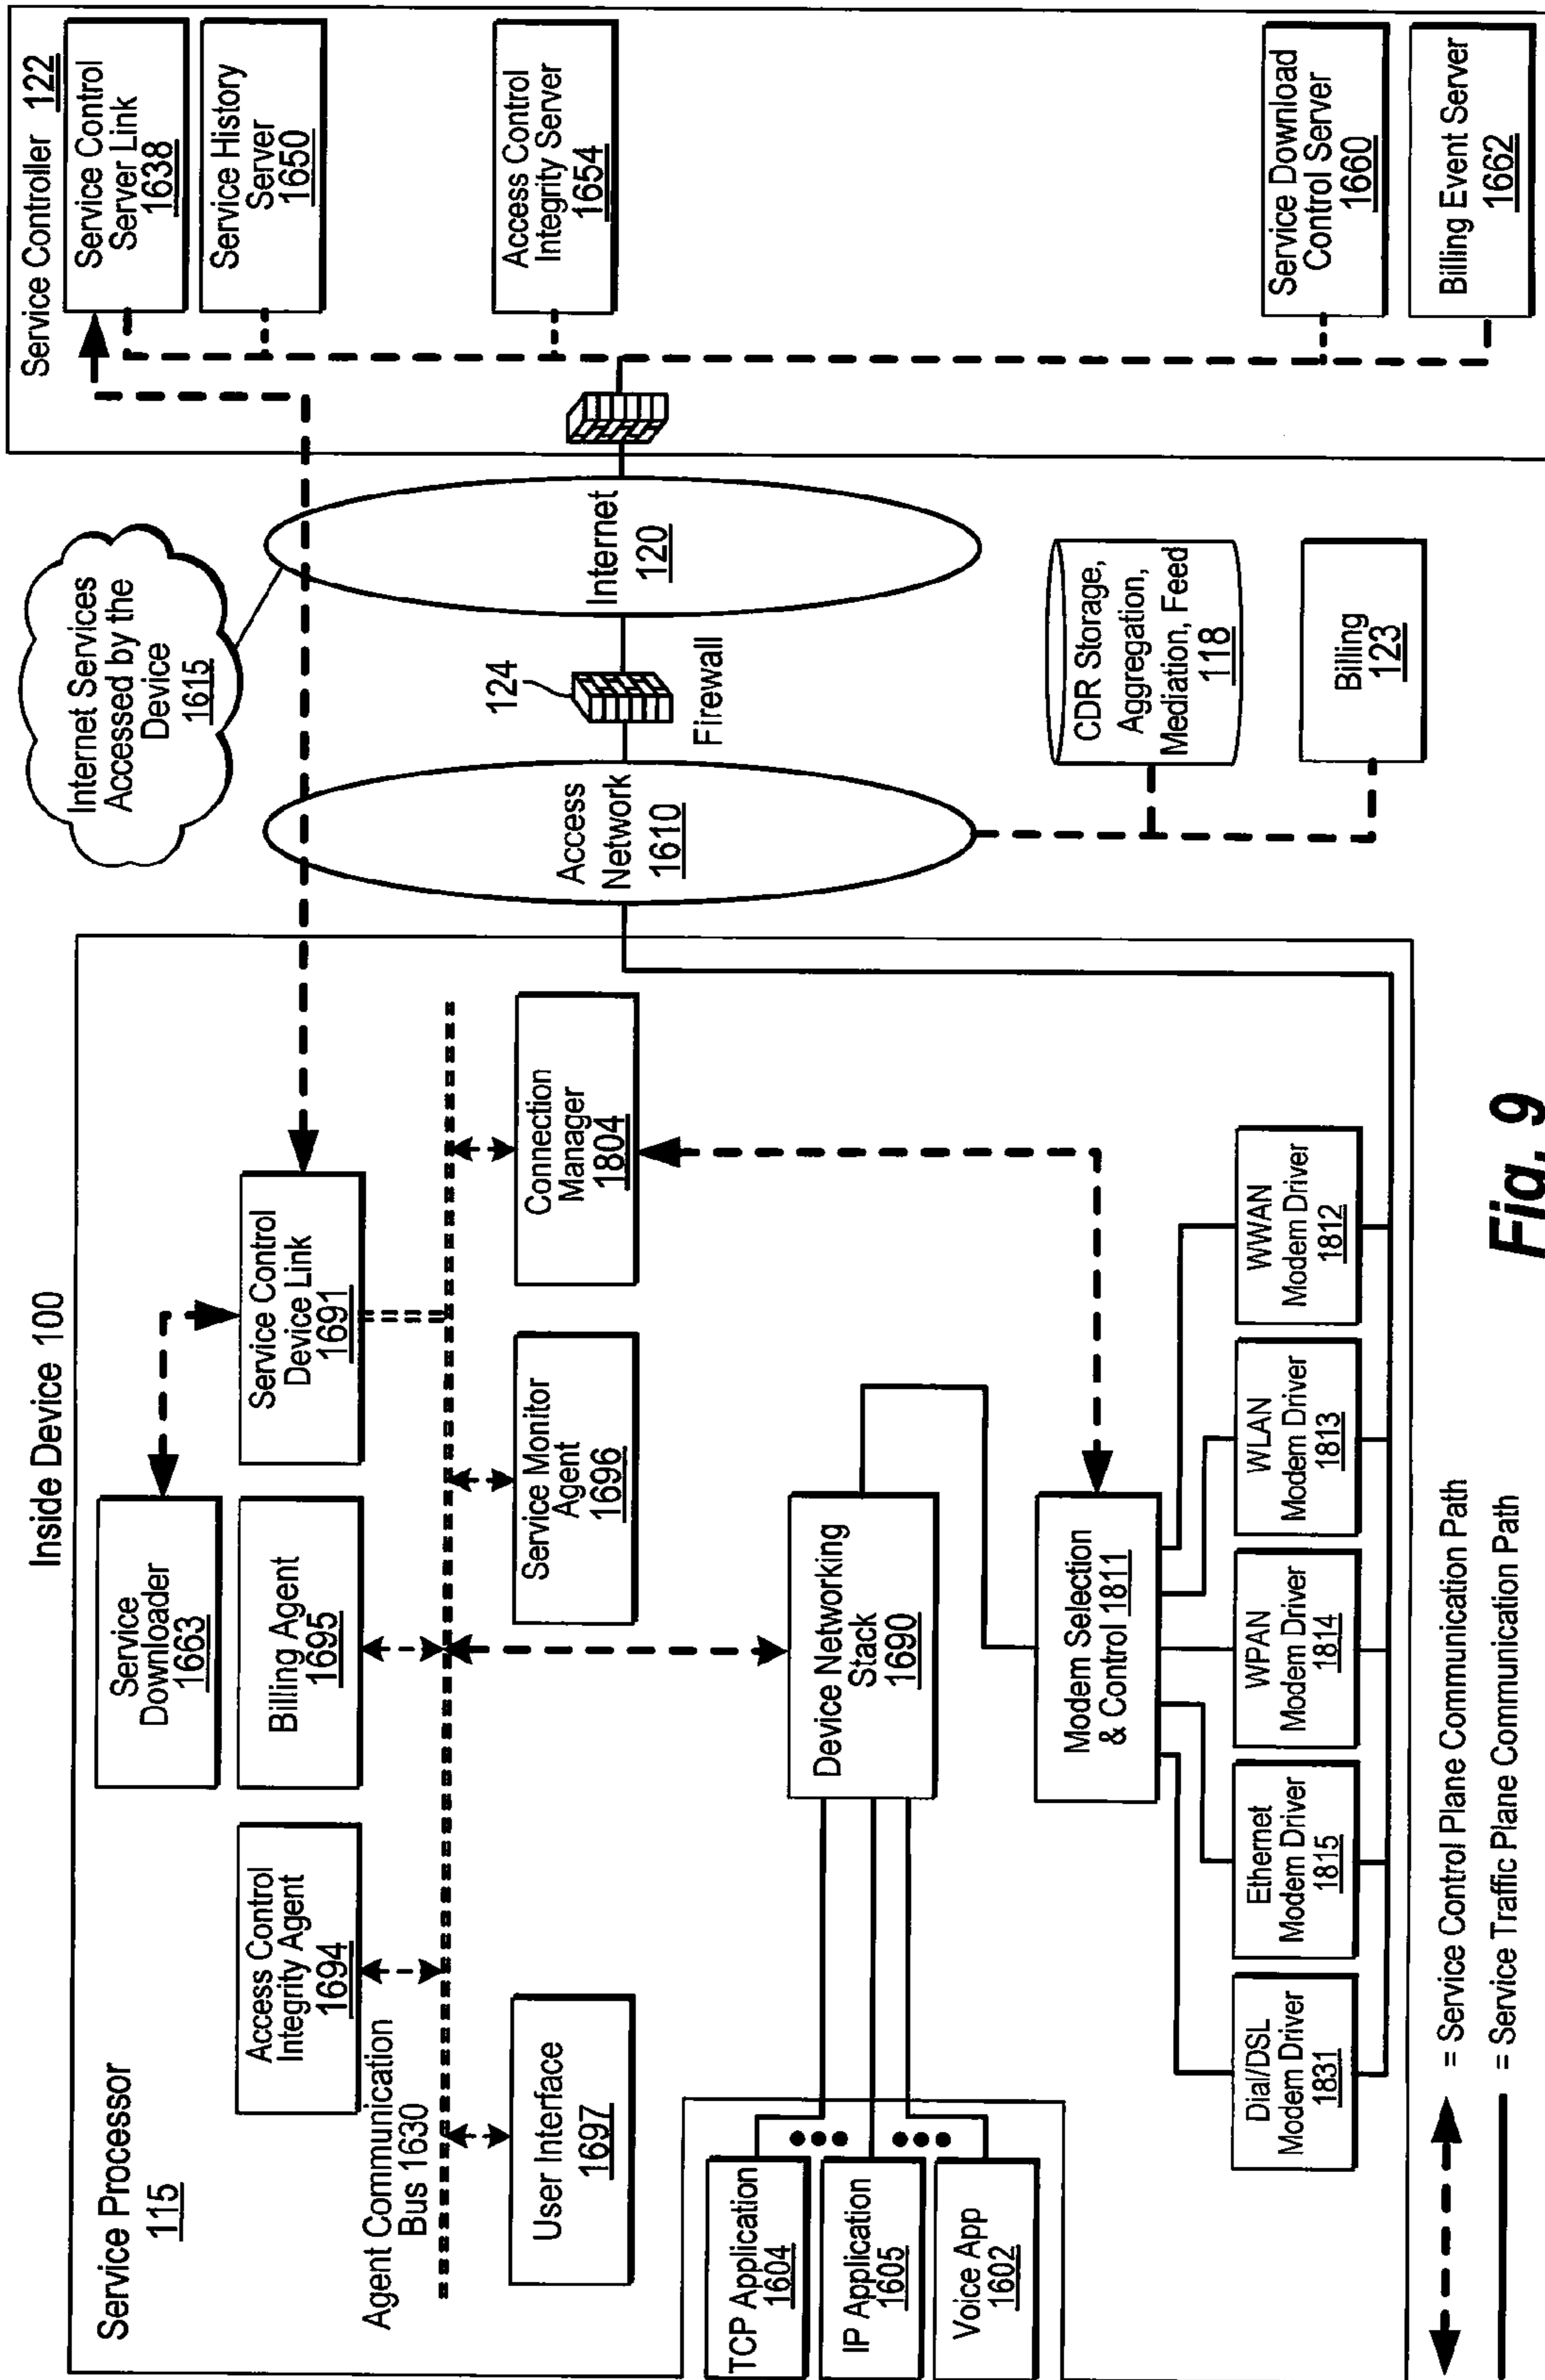 Inside Device 100
Service Processor
115
Service
Downloader
1663
Access Control
Integrity Agent
1694
Billing Agent
1695
Service Control
Device Link
1691
Agent Communication
Bus 1630
User Interface
1697
Service Monitor
Agent
1696
Connection
Manager
1804
TCP Application
1604
IP Application
1605
Voice App
1602
Device Networking
Stack
1690
Modem Selection
& Control 1811
Dial/DSL
Modem Driver
1831
Ethernet
Modem Driver
1815
WPAN
Modem Driver
1814
WLAN
Modem Driver
1813
WWAN
Modem Driver
1812
Internet Services
Accessed by the
Device
1615
Access
Network
1610
124
Firewall
Internet
120
CDR Storage,
Aggregation,
Mediation, Feed
118
Billing
123
Service Controller 122
Service Control
Server Link
1638
Service History
Server
1650
Access Control
Integrity Server
1654
Service Download
Control Server
1660
Billing Event Server
1662
= Service Control Plane Communication Path
= Service Traffic Plane Communication Path
Fig. 9